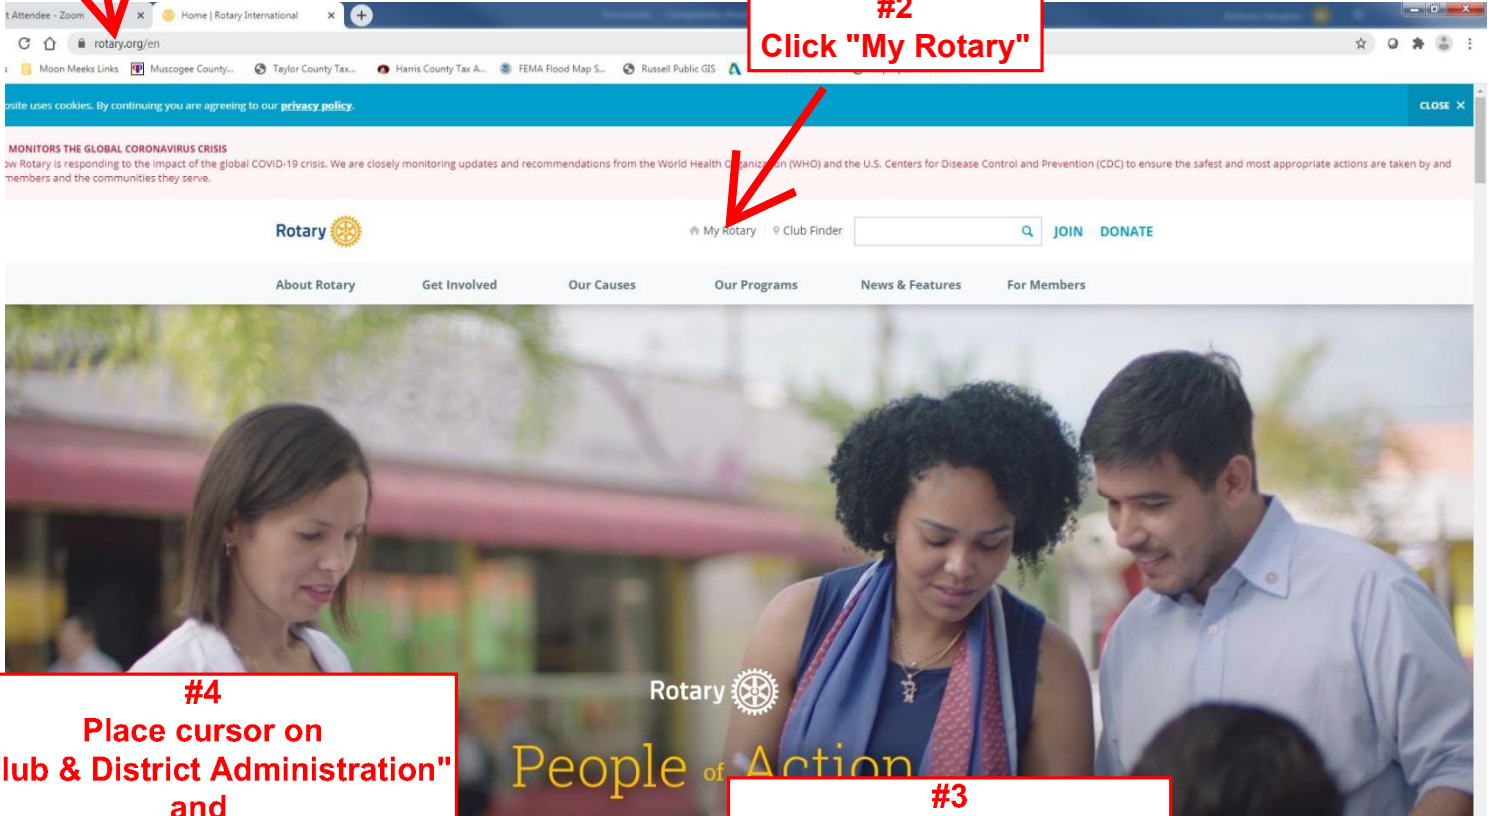 t Attendee - Zoom
Home | Rotary International
#2
Click "My Rotary"
rotary.org/en
Moon Meeks Links
Muscogee County...
Taylor County Tax...
Harris County Tax A...
FEMA Flood Map S...
Russell Public GIS
osite uses cookies. By continuing you are agreeing to our privacy policy.
CLOSE X
MONITORS THE GLOBAL CORONAVIRUS CRISIS
ow Rotary is responding to the impact of the global COVID-19 crisis. We are closely monitoring updates and recommendations from the World Health Organization (WHO) and the U.S. Centers for Disease Control and Prevention (CDC) to ensure the safest and most appropriate actions are taken by and
members and the communities they serve.
Rotary
My Rotary
Club Finder
JOIN
DONATE
About Rotary
Get Involved
Our Causes
Our Programs
News & Features
For Members
Rotary
People of Action
#4
Place cursor on
lub & District Administration"
and
#3